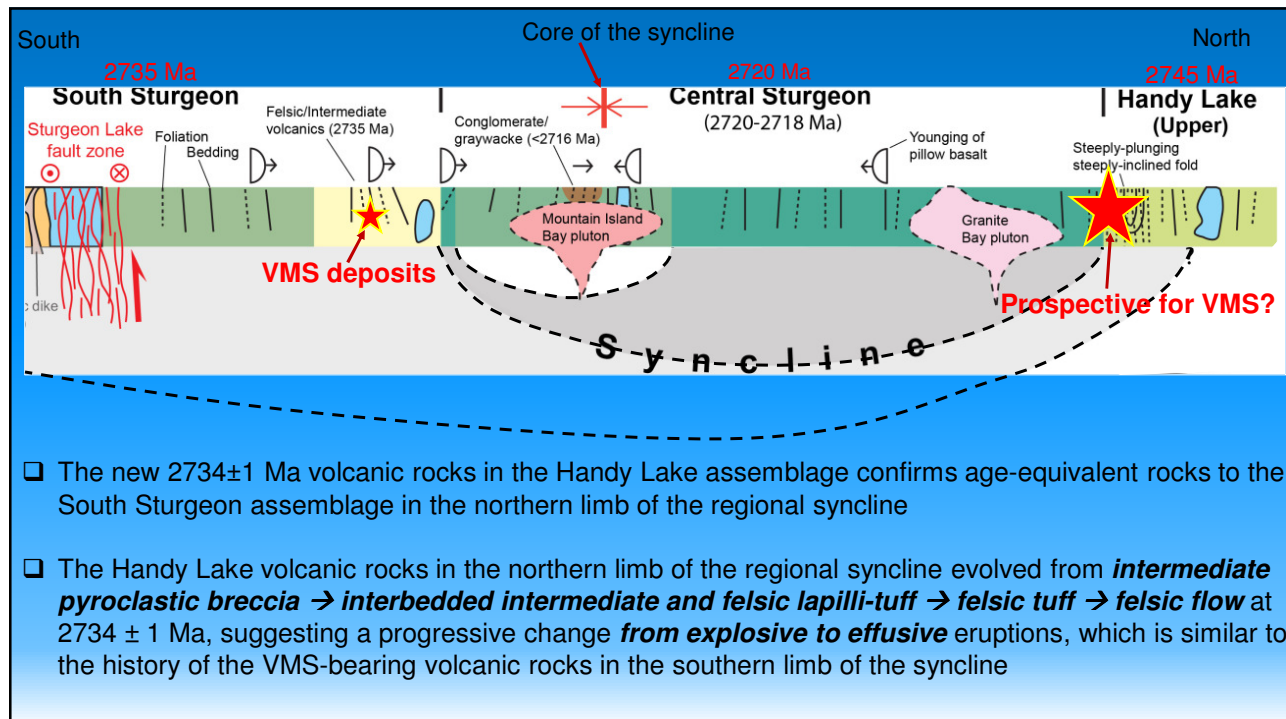 South
Core of the syncline
North
2735 Ma
2720 Ma
2745 Ma
South Sturgeon
Central Sturgeon
(2720-2718 Ma)
Handy Lake
(Upper)
Sturgeon Lake
fault zone
Foliation
Bedding
Felsic/Intermediate
volcanics (2735 Ma)
Conglomerate/
graywacke (<2716 Ma)
Younging of
pillow basalt
Steeply-plunging
steeply-inclined fold
Mountain Island
Bay pluton
Granite
Bay pluton
VMS deposits
Prospective for VMS?
c dike
?
Syncline
❑ The new 2734±1 Ma volcanic rocks in the Handy Lake assemblage confirms age-equivalent rocks to the
South Sturgeon assemblage in the northern limb of the regional syncline
❑ The Handy Lake volcanic rocks in the northern limb of the regional syncline evolved from intermediate
pyroclastic breccia → interbedded intermediate and felsic lapilli-tuff → felsic tuff → felsic flow at
2734 ± 1 Ma, suggesting a progressive change from explosive to effusive eruptions, which is similar to
the history of the VMS-bearing volcanic rocks in the southern limb of the syncline